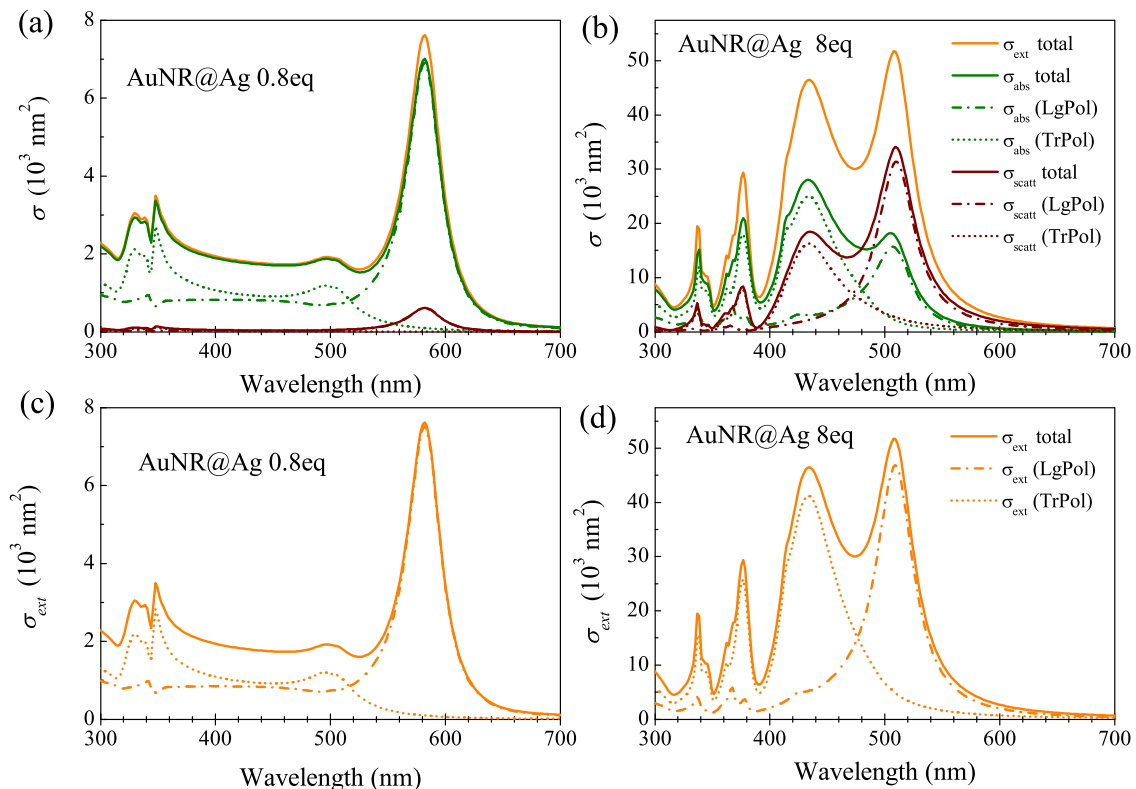 (a)
AuNR@Ag 0.8eq
σ (10³ nm²)
8
6
4
2
0
300 400 500 600 700
Wavelength (nm)
(b)
AuNR@Ag 8eq
σ (10³ nm²)
50
40
30
20
10
0
300 400 500 600 700
Wavelength (nm)
σext total
σabs total
σabs (LgPol)
σabs (TrPol)
σscatt total
σscatt (LgPol)
σscatt (TrPol)
(c)
AuNR@Ag 0.8eq
σext (10³ nm²)
8
6
4
2
0
300 400 500 600 700
Wavelength (nm)
(d)
AuNR@Ag 8eq
σext (10³ nm²)
50
40
30
20
10
0
300 400 500 600 700
Wavelength (nm)
σext total
σext (LgPol)
σext (TrPol)